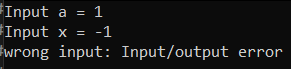 Input a = 1
Input x = -1
wrong input: Input/output error